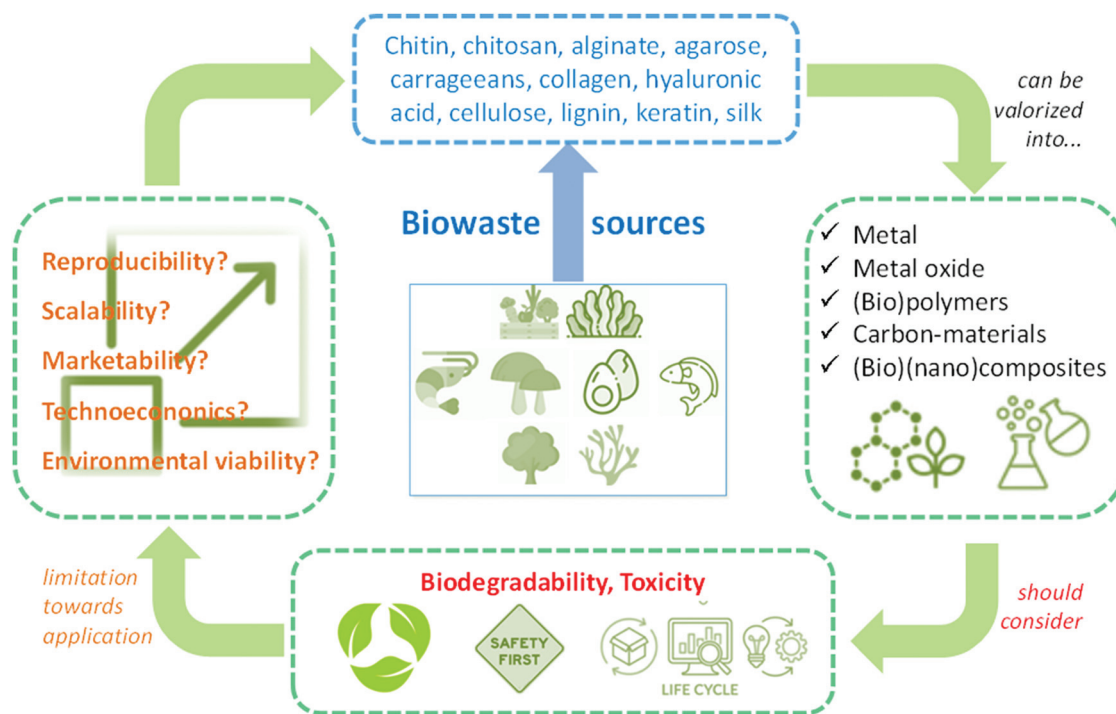 Chitin, chitosan, alginate, agarose,
carrageeans, collagen, hyaluronic
acid, cellulose, lignin, keratin, silk
can be
valorized
into...
Biowaste sources
Metal
Metal oxide
(Bio)polymers
Carbon-materials
(Bio)(nano)composites
should
consider
Biodegradability, Toxicity
SAFETY
FIRST
LIFE CYCLE
limitation
towards
application
Reproducibility?
Scalability?
Marketability?
Technoecononics?
Environmental viability?